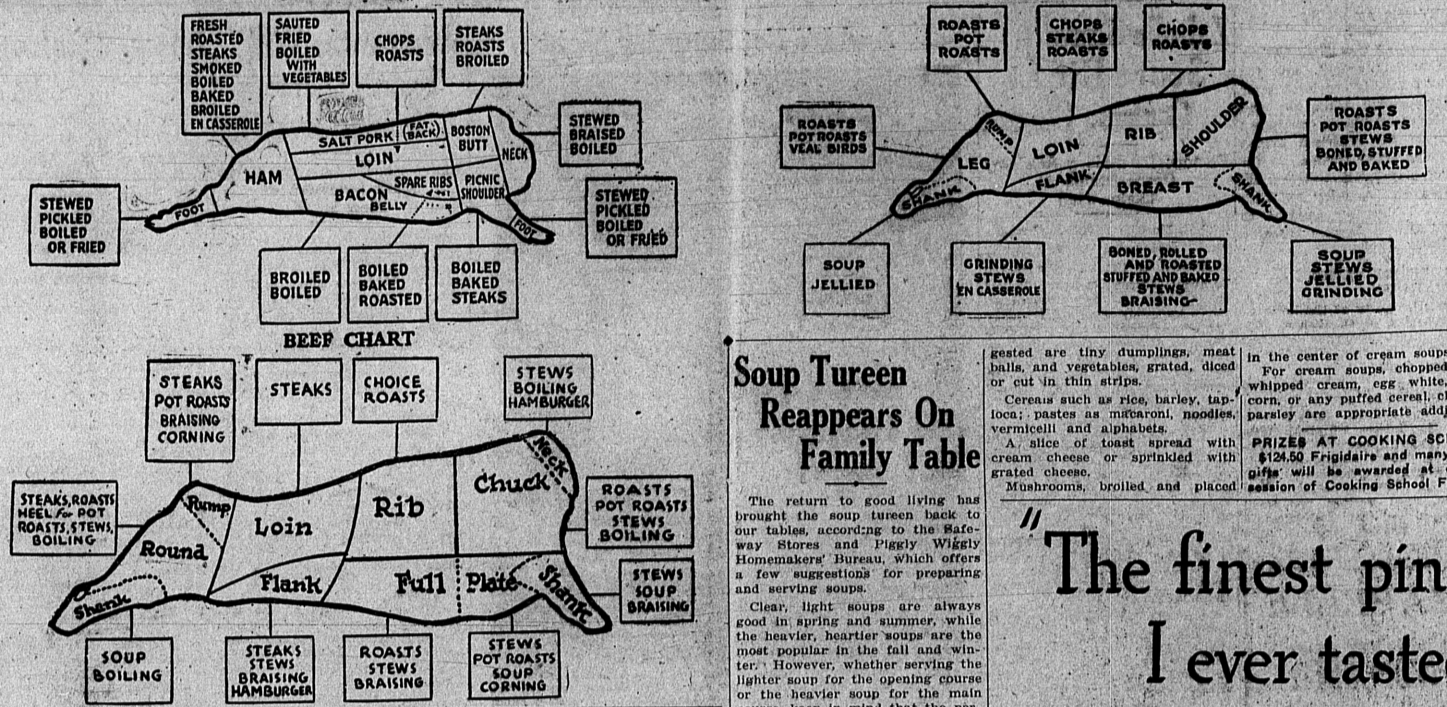 FRESH
ROASTED
STEAKS
SMOKED
BOILED
BAKED
BROILED
EN CASSEROLE
SAUTED
FRIED
BOILED
WITH
VEGETABLES
CHOPS
ROASTS
STEAKS
ROASTS
BROILED
STEWED
BRAISED
BOILED
SALT PORK
(FAT BACK)
BOSTON
BUTT
NECK
LOIN
HAM
SPARE RIBS
BACON
BELLY
PICNIC
SHOULDER
FOOT
FOOT
STEWED
PICKLED
BOILED
OR FRIED
STEWED
PICKLED
BOILED
OR FRIED
BROILED
BOILED
BOILED
BAKED
ROASTED
BOILED
BAKED
STEAKS
BEEF CHART
STEAKS
POT ROASTS
BRAISING
CORNING
STEAKS
CHOICE
ROASTS
STEWS
BOILING
HAMBURGER
STEAKS, ROASTS
HEEL for POT
ROASTS, STEWS,
BOILING
Rump
Round
Shank
Loin
Flank
Rib
Full
Plate
Chuck
Neck
Shank
ROASTS
POT ROASTS
STEWS
BOILING
STEWS
SOUP
BRAISING
SOUP
BOILING
STEAKS
STEWS
BRAISING
HAMBURGER
ROASTS
STEWS
BRAISING
STEWS
POT ROASTS
SOUP
CORNING
ROASTS
POT
ROASTS
CHOPS
STEAKS
ROASTS
CHOPS
ROASTS
ROASTS
POT ROASTS
VEAL BIRDS
ROASTS
POT ROASTS
STEWS
BONED, STUFFED
AND BAKED
RUMP
LEG
SHANK
LOIN
FLANK
RIB
SHOULDER
BREAST
SHANK
SOUP
JELLIED
GRINDING
STEWS
EN CASSEROLE
BONED, ROLLED
AND ROASTED
STUFFED AND BAKED
STEWS
BRAISING
SOUP
STEWS
JELLIED
GRINDING
Soup Tureen
Reappears On
Family Table
The return to good living has
brought the soup tureen back to
our tables, according to the Safe-
way Stores and Piggly Wiggly
Homemakers' Bureau, which offers
a few suggestions for preparing
and serving soups.
Clear, light soups are always
good in spring and summer, while
the heavier, heartier soups are the
most popular in the fall and win-
ter. However, whether serving the
lighter soup for the opening course
or the heavier soup for the main
gested are tiny dumplings, meat
balls, and vegetables, grated, diced
or cut in thin strips.
Cereals such as rice, barley, tap-
ioca; pastes as macaroni, noodles,
vermicelli and alphabets.
A slice of toast spread with
cream cheese or sprinkled with
grated cheese.
Mushrooms, broiled and placed
in the center of cream soups
For cream soups, chopped
whipped cream, egg white,
corn, or any puffed cereal,
parsley are appropriate
PRIZES AT COOKING
$124.50 Frigidaire and many
gifts will be awarded at
session of Cooking School
"The finest
I ever